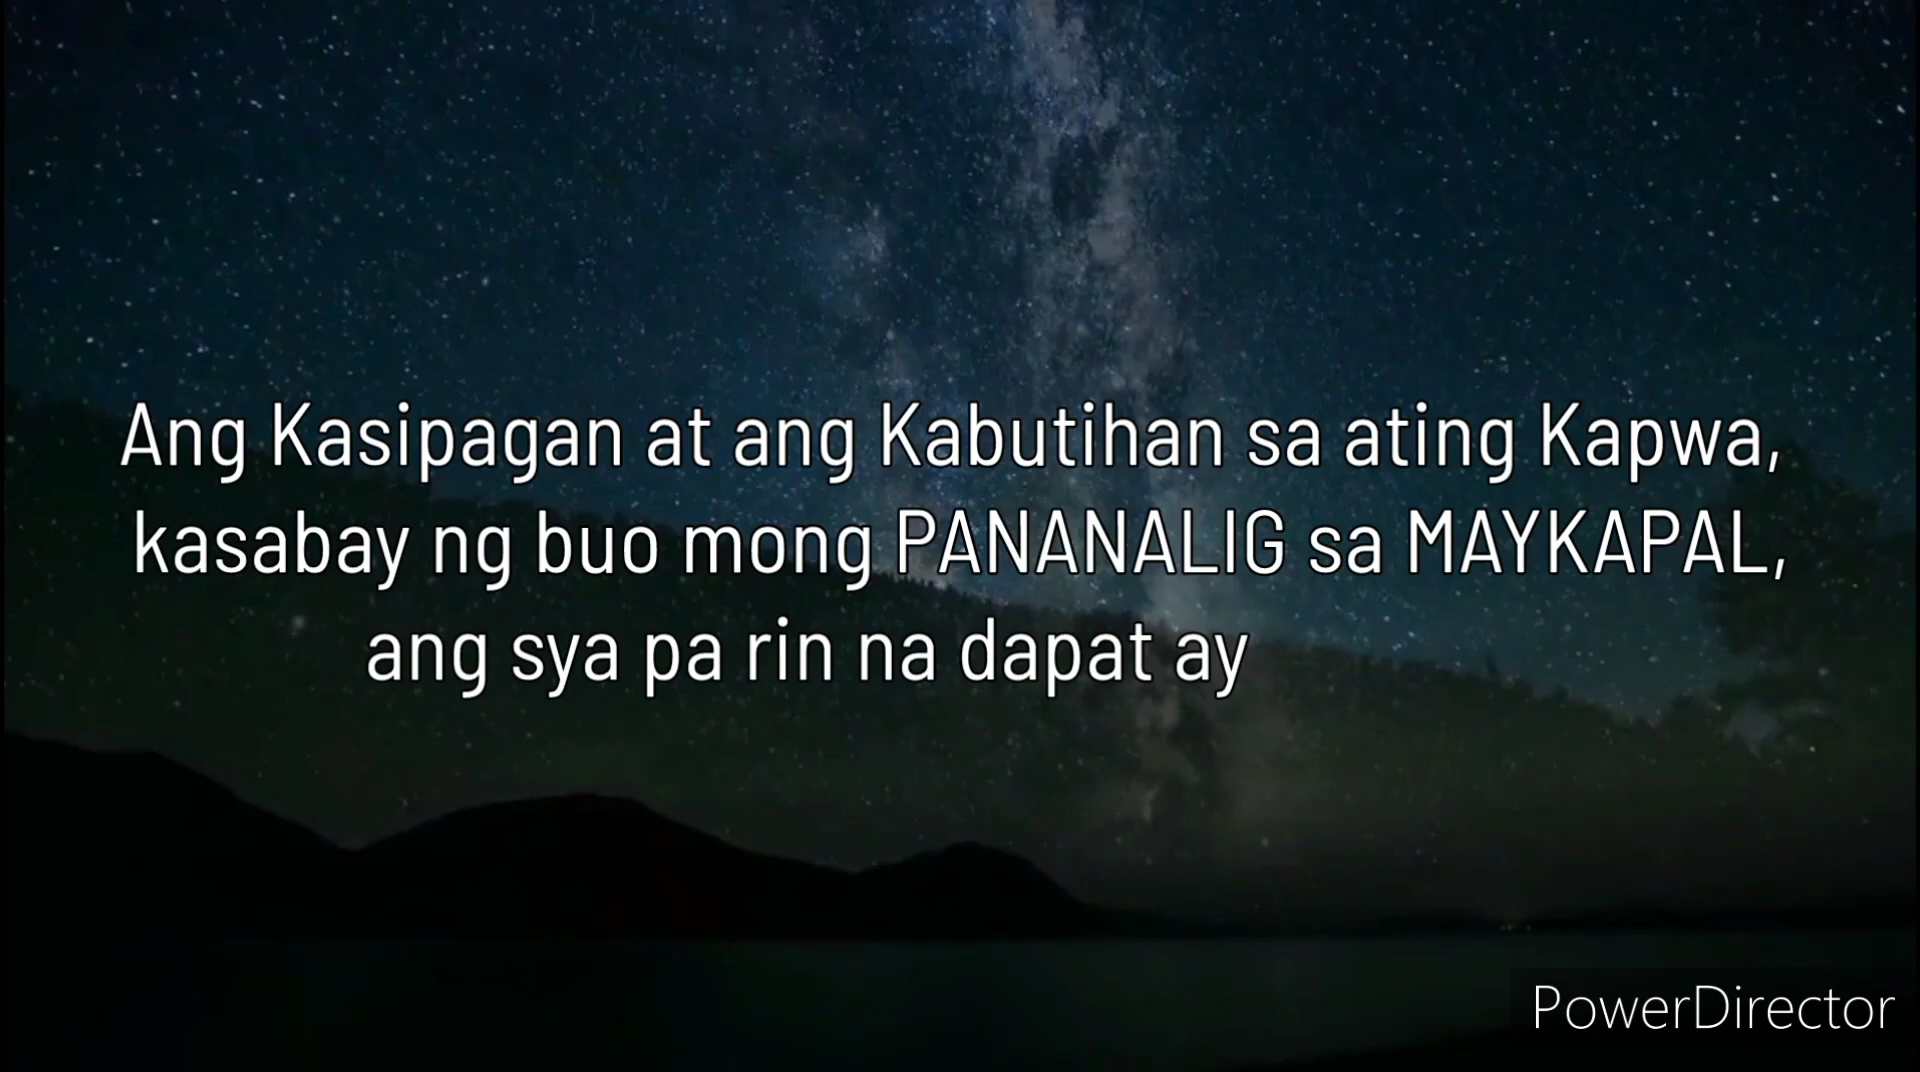 Ang Kasipagan at ang Kabutihan sa ating Kapwa,
kasabay ng buo mong PANANALIG sa MAYKAPAL,
ang sya pa rin na dapat ay
PowerDirector